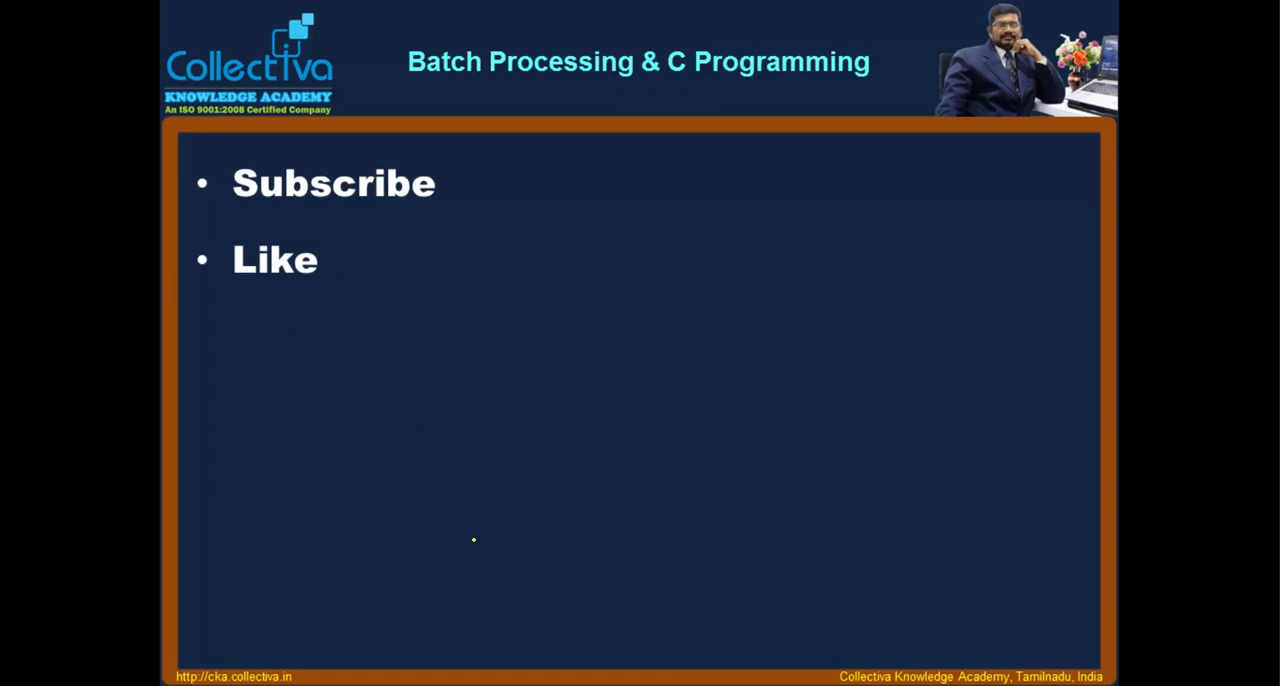 Collectiva
KNOWLEDGE ACADEMY
An ISO 9001:2008 Certified Company
Batch Processing & C Programming
• Subscribe
• Like
http://cka.collectiva.in
Collectiva Knowledge Academy, Tamilnadu, India